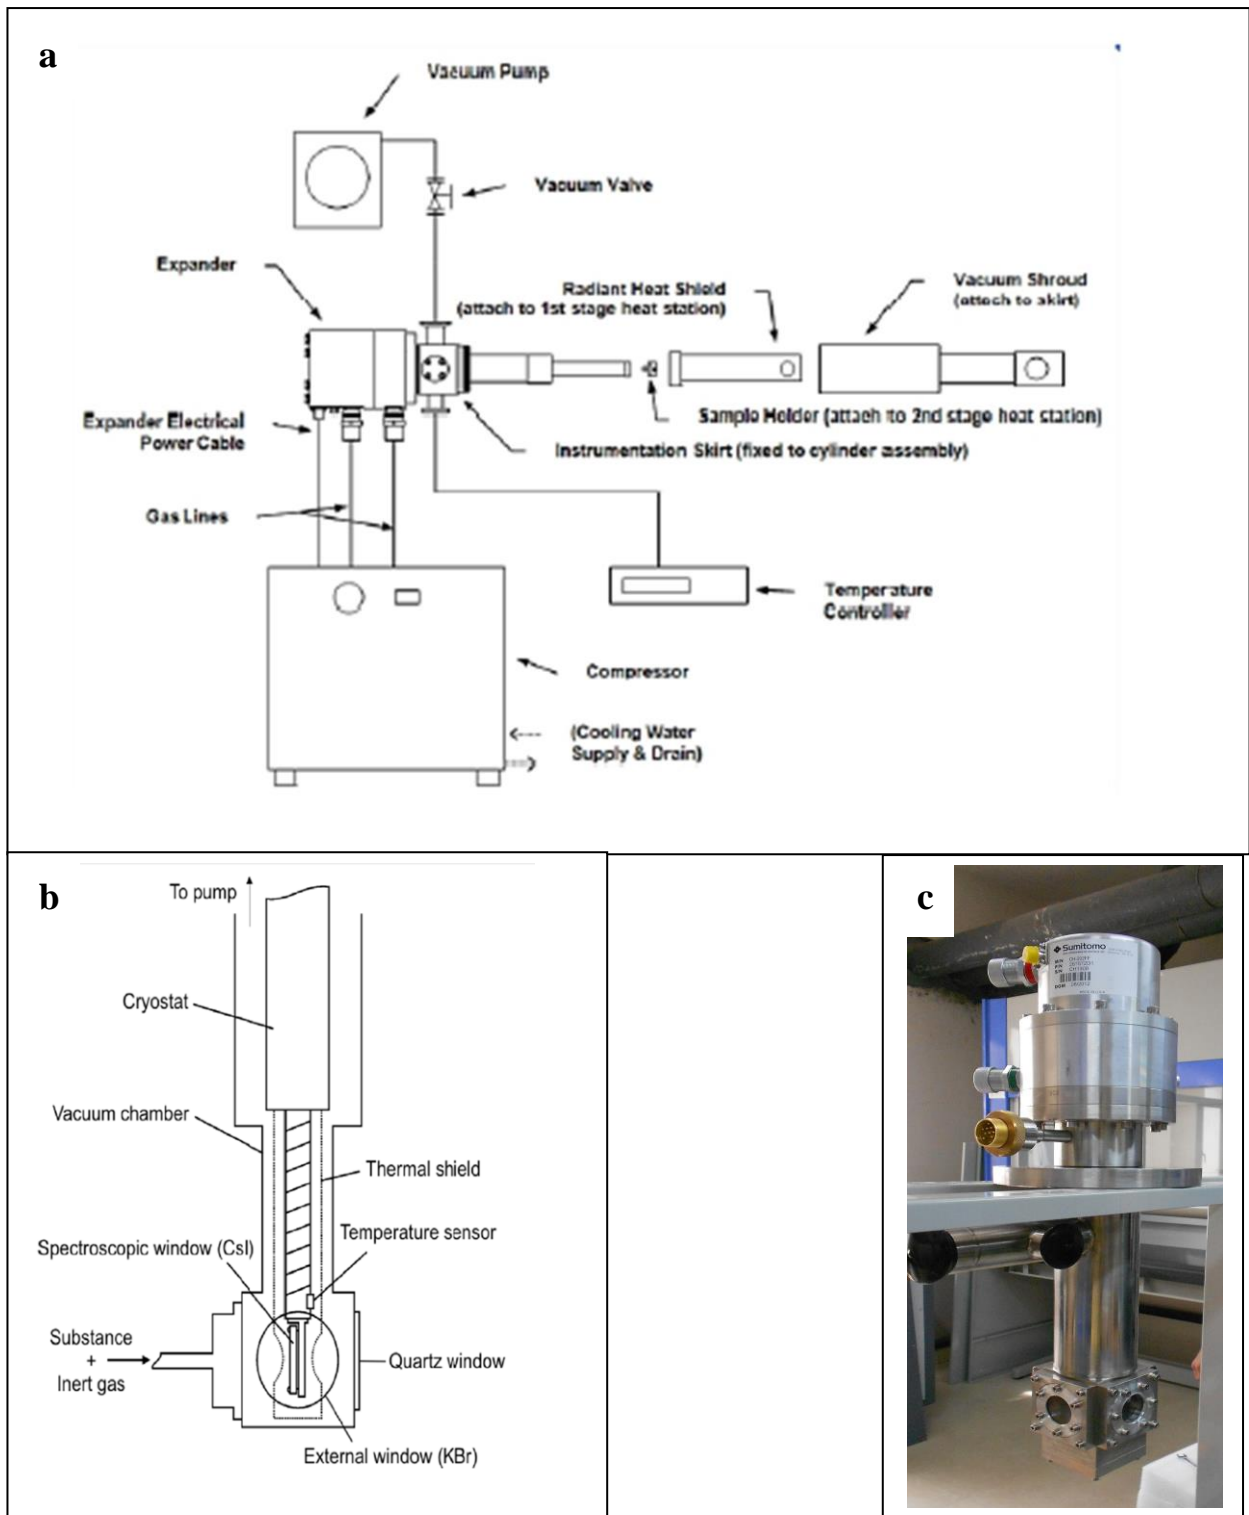 a
Vacuum Pump
Vacuum Valve
Expander
Radiant Heat Shield
(attach to 1st stage heat station)
Vacuum Shroud
(attach to skirt)
Expander Electrical
Power Cable
Sample Holder (attach to 2nd stage heat station)
Instrumentation Skirt (fixed to cylinder assembly)
Gas Lines
Temperature
Controller
Compressor
(Cooling Water
Supply & Drain)
b
To pump
Cryostat
Vacuum chamber
Thermal shield
Temperature sensor
Spectroscopic window (CsI)
Substance
+
Inert gas
Quartz window
External window (KBr)
c
Sumitomo